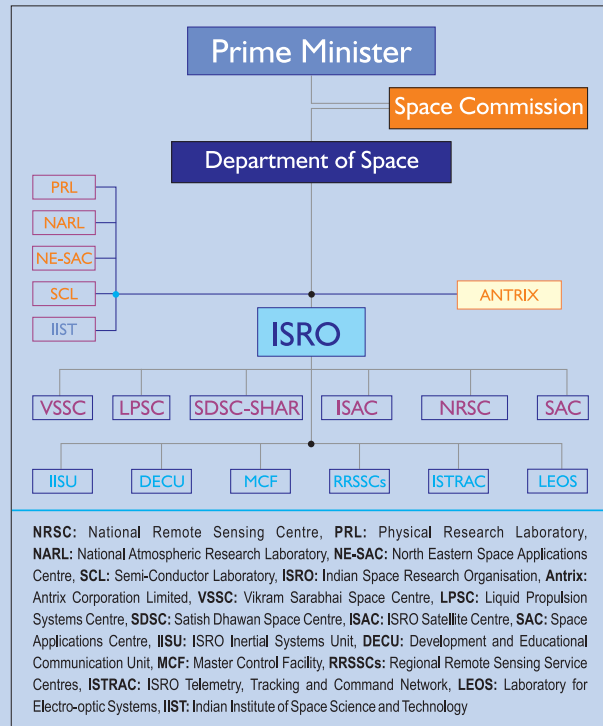 Prime Minister
Space Commission
Department of Space
PRL
NARL
NE-SAC
SCL
IIST
ANTRIX
ISRO
VSSC LPSC SDSC-SHAR ISAC NRSC SAC
IISU DECU MCF RRSSCs ISTRAC LEOS
NRSC: National Remote Sensing Centre, PRL: Physical Research Laboratory,
NARL: National Atmospheric Research Laboratory, NE-SAC: North Eastern Space Applications
Centre, SCL: Semi-Conductor Laboratory, ISRO: Indian Space Research Organisation, Antrix:
Antrix Corporation Limited, VSSC: Vikram Sarabhai Space Centre, LPSC: Liquid Propulsion
Systems Centre, SDSC: Satish Dhawan Space Centre, ISAC: ISRO Satellite Centre, SAC: Space
Applications Centre, IISU: ISRO Inertial Systems Unit, DECU: Development and Educational
Communication Unit, MCF: Master Control Facility, RRSSCs: Regional Remote Sensing Service
Centres, ISTRAC: ISRO Telemetry, Tracking and Command Network, LEOS: Laboratory for
Electro-optic Systems, IIST: Indian Institute of Space Science and Technology